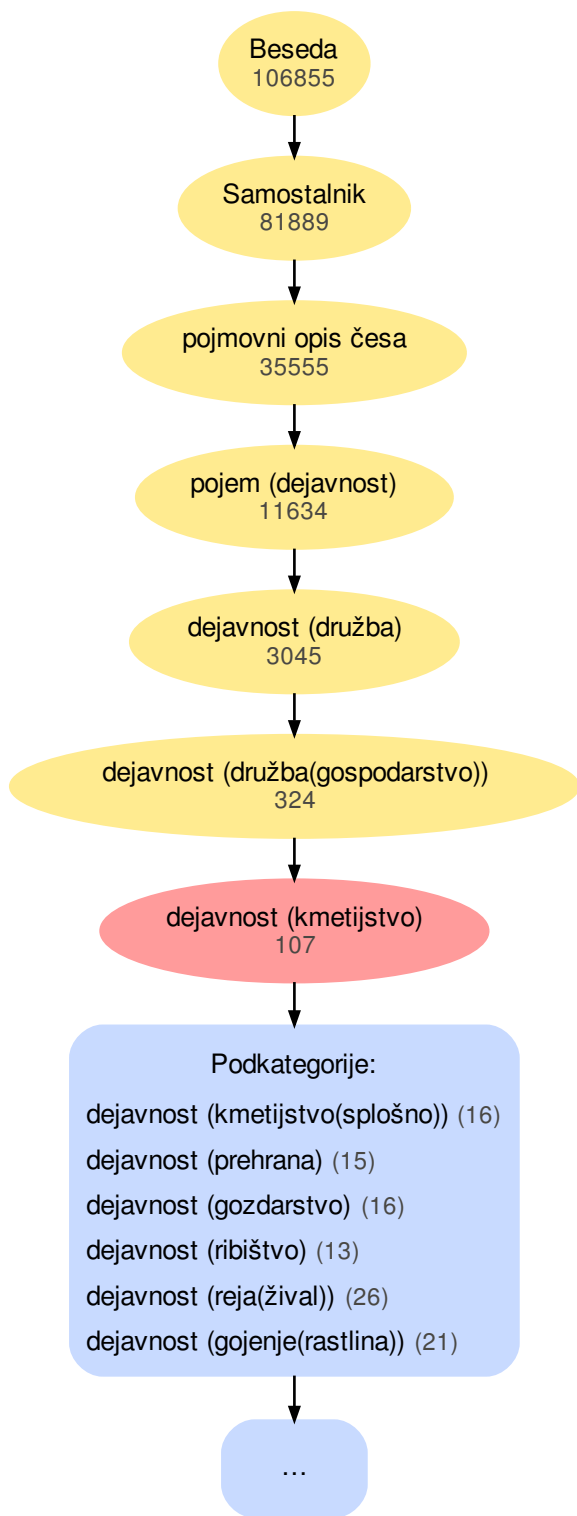 Beseda
106855
Samostalnik
81889
pojmovni opis česa
35555
pojem (dejavnost)
11634
dejavnost (družba)
3045
dejavnost (družba(gospodarstvo))
324
dejavnost (kmetijstvo)
107
Podkategorije:
dejavnost (kmetijstvo(splošno)) (16)
dejavnost (prehrana) (15)
dejavnost (gozdarstvo) (16)
dejavnost (ribištvo) (13)
dejavnost (reja(žival)) (26)
dejavnost (gojenje(rastlina)) (21)
...